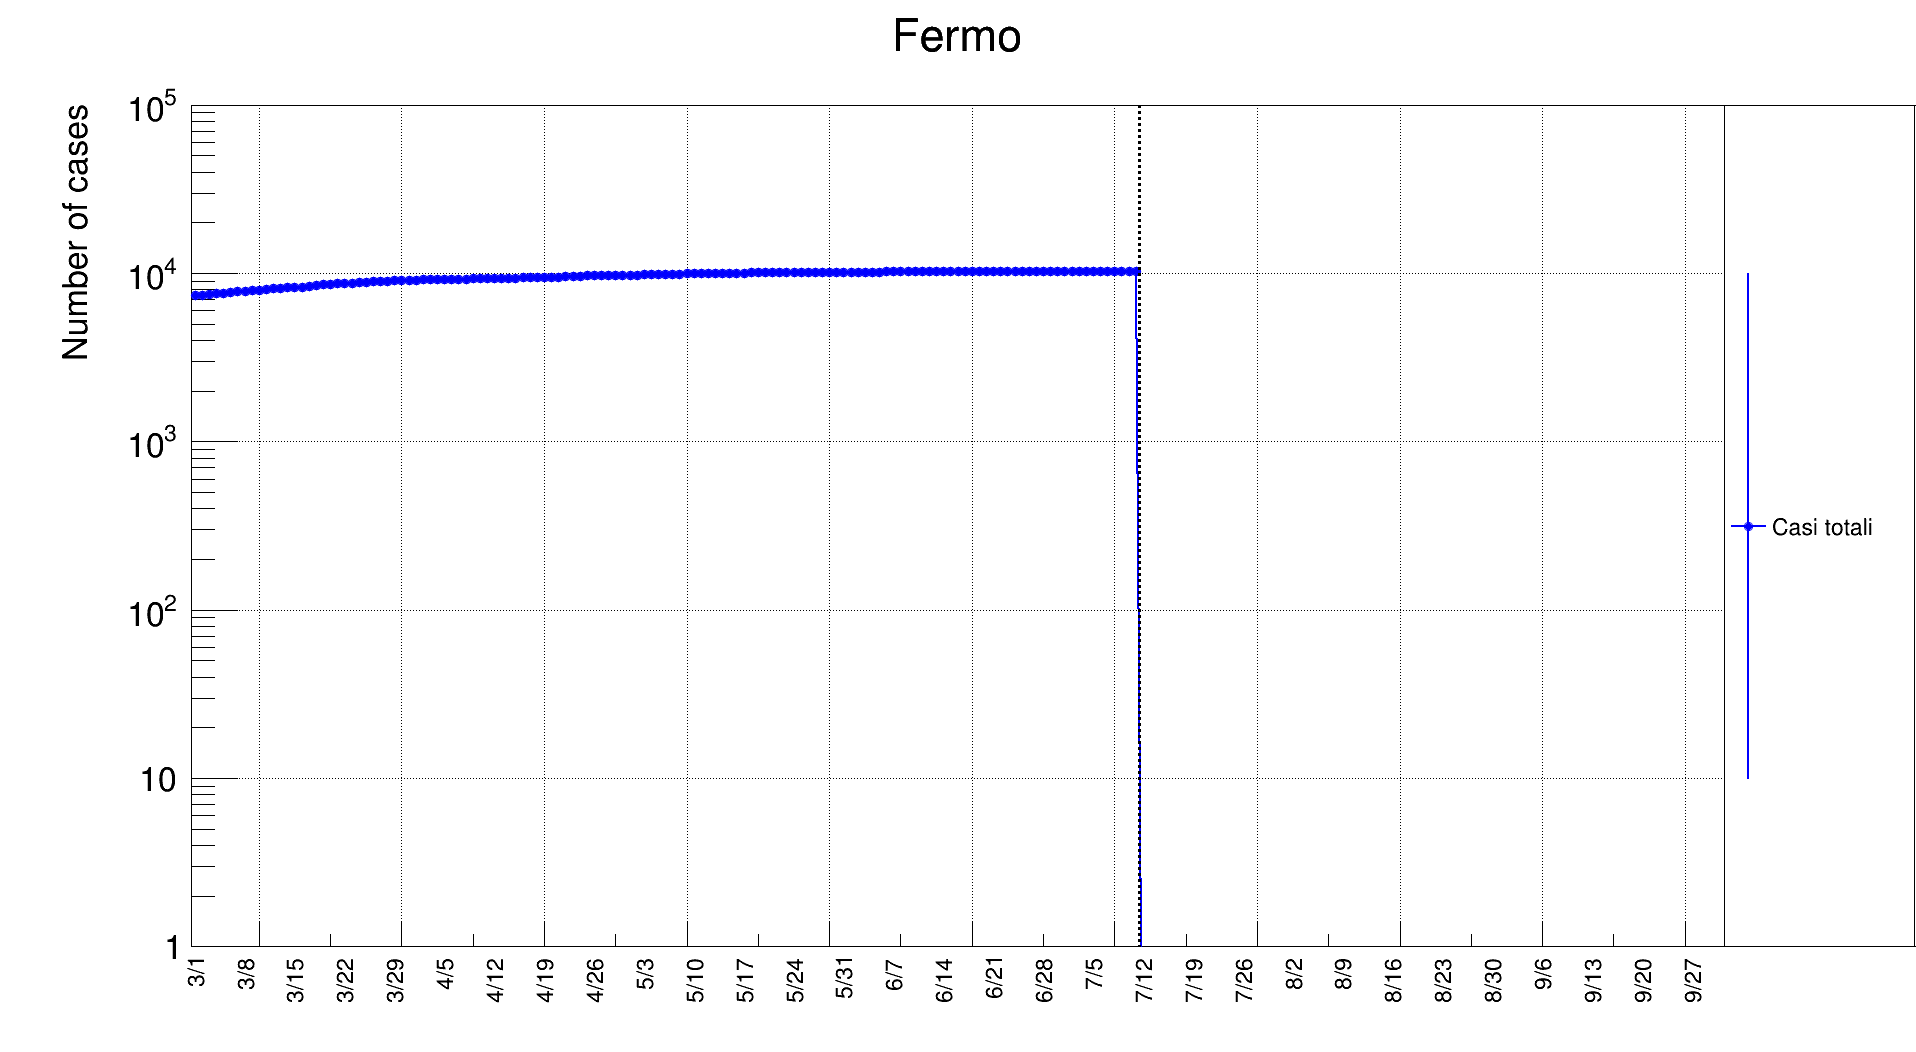 Fermo
Number of cases
10^5
10^4
10^3
10^2
10
1
3/1 3/8 3/15 3/22 3/29 4/5 4/12 4/19 4/26 5/3 5/10 5/17 5/24 5/31 6/7 6/14 6/21 6/28 7/5 7/12 7/19 7/26 8/2 8/9 8/16 8/23 8/30 9/6 9/13 9/20 9/27
Casi totali